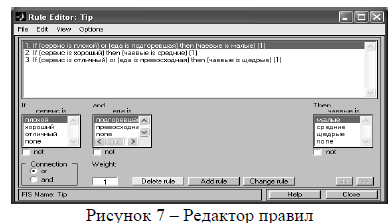 Rule Editor: Tip
File Edit View Options
1. If (сервис is плохой) or (еда is подгоревшая) then (чаевые is малые) (1)
2. If (сервис is хороший) then (чаевые is средние) (1)
3. If (сервис is отличный) or (еда is превосходная) then (чаевые is щедрые) (1)
If and Then
сервис is еда is чаевые is
плохой подгоревшая малые
хороший превосходна средние
отличный none щедрые
none none
not not not
Connection Weight:
or
and 1 Delete rule Add rule Change rule << >>
FIS Name: Tip Help Close
Рисунок 7 – Редактор правил